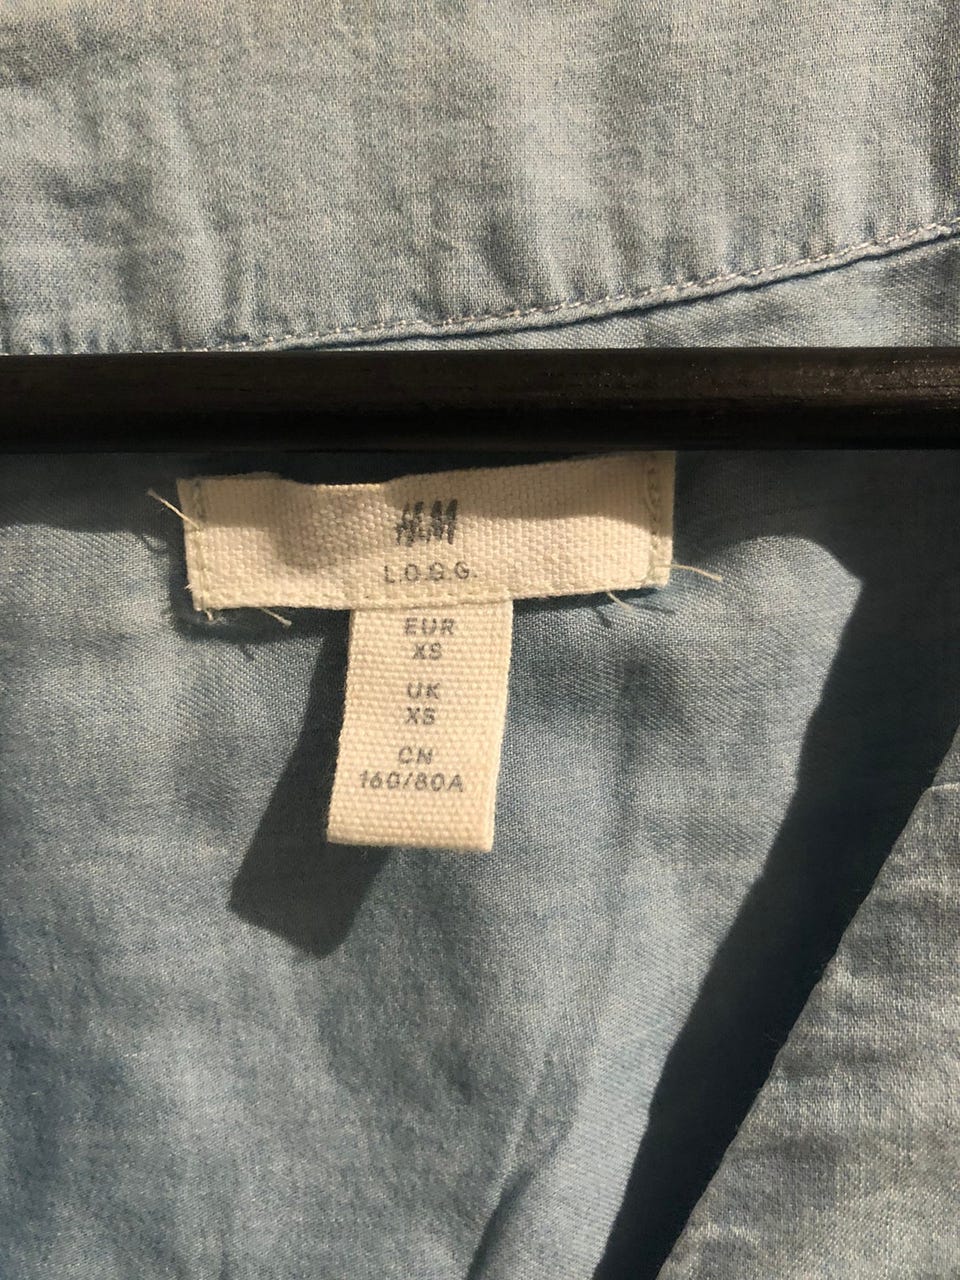 H&M
L.O.G.G.
EUR
XS
UK
XS
CN
160/80A